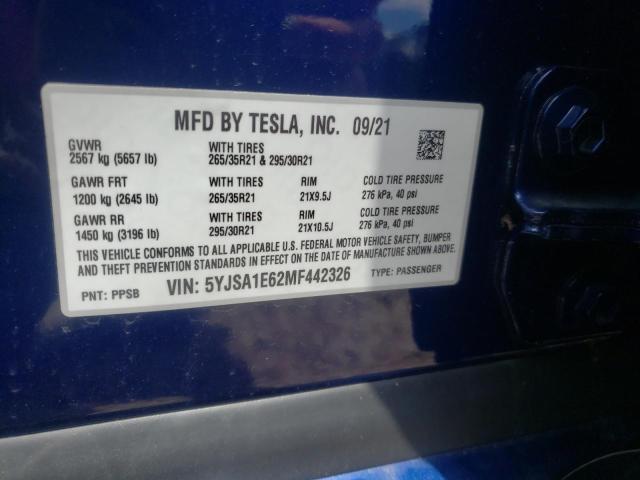 MFD BY TESLA, INC. 09/21
GVWR WITH TIRES
2567 kg (5657 lb) 265/35R21 & 295/30R21
GAWR FRT WITH TIRES RIM COLD TIRE PRESSURE
1200 kg (2645 lb) 265/35R21 21X9.5J 276 kPa, 40 psi
GAWR RR WITH TIRES RIM COLD TIRE PRESSURE
1450 kg (3196 lb) 295/30R21 21X10.5J 276 kPa, 40 psi
THIS VEHICLE CONFORMS TO ALL APPLICABLE U.S. FEDERAL MOTOR VEHICLE SAFETY, BUMPER
AND THEFT PREVENTION STANDARDS IN EFFECT ON THE DATE OF MANUFACTURE SHOWN ABOVE.
PNT: PPSB VIN: 5YJSA1E62MF442326 TYPE: PASSENGER